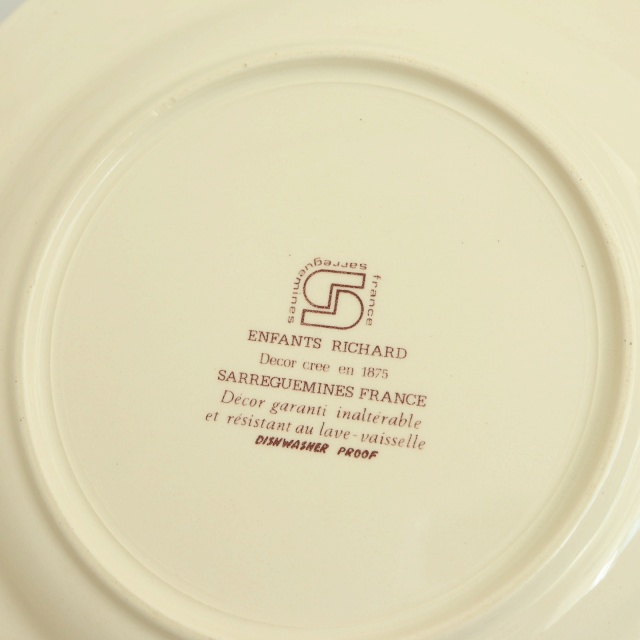 sarreguemines
france
ENFANTS RICHARD
Decor cree en 1875
SARREGUEMINES FRANCE
Décor garanti inaltérable
et résistant au lave-vaisselle
DISHWASHER PROOF